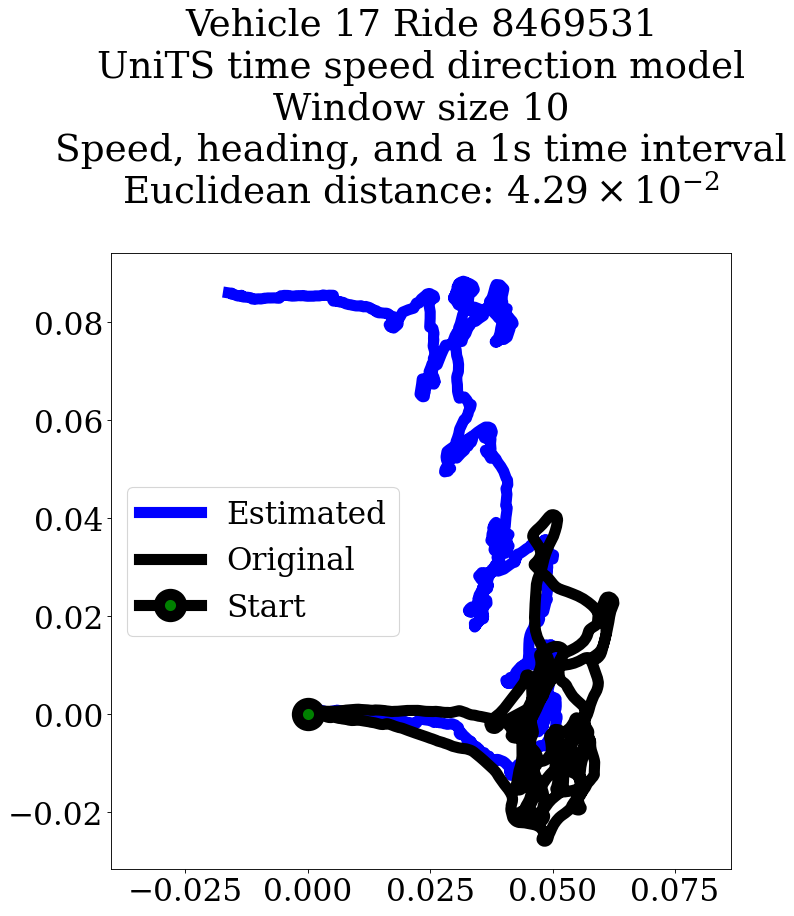 Vehicle 17 Ride 8469531
UniTS time speed direction model
Window size 10
Speed, heading, and a 1s time interval
Euclidean distance: 4.29 × 10⁻²
0.08
0.06
0.04
Estimated
Original
Start
0.02
0.00
−0.02
−0.025 0.000 0.025 0.050 0.075